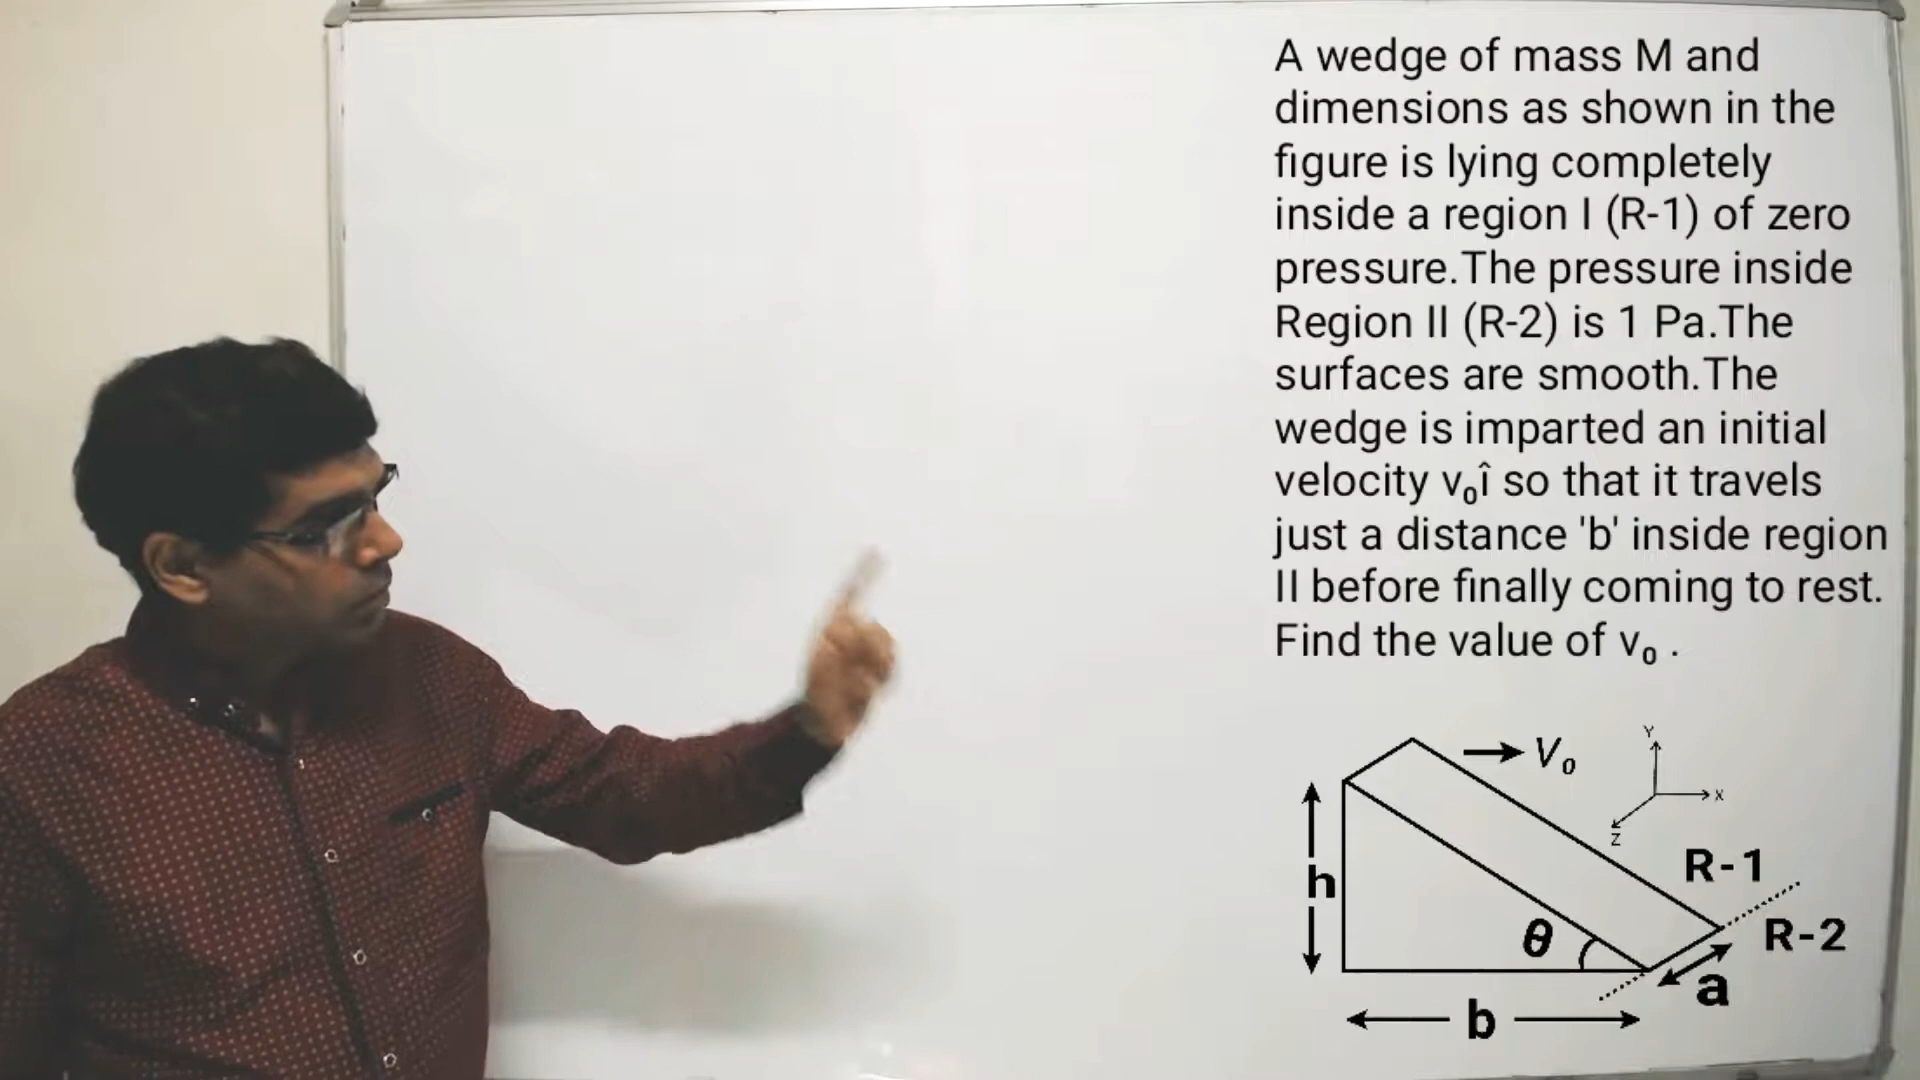 A wedge of mass M and
dimensions as shown in the
figure is lying completely
inside a region I (R-1) of zero
pressure.The pressure inside
Region II (R-2) is 1 Pa.The
surfaces are smooth.The
wedge is imparted an initial
velocity v₀î so that it travels
just a distance 'b' inside region
II before finally coming to rest.
Find the value of v₀ .
V₀
Y
X
Z
R-1
h
θ
R-2
a
b